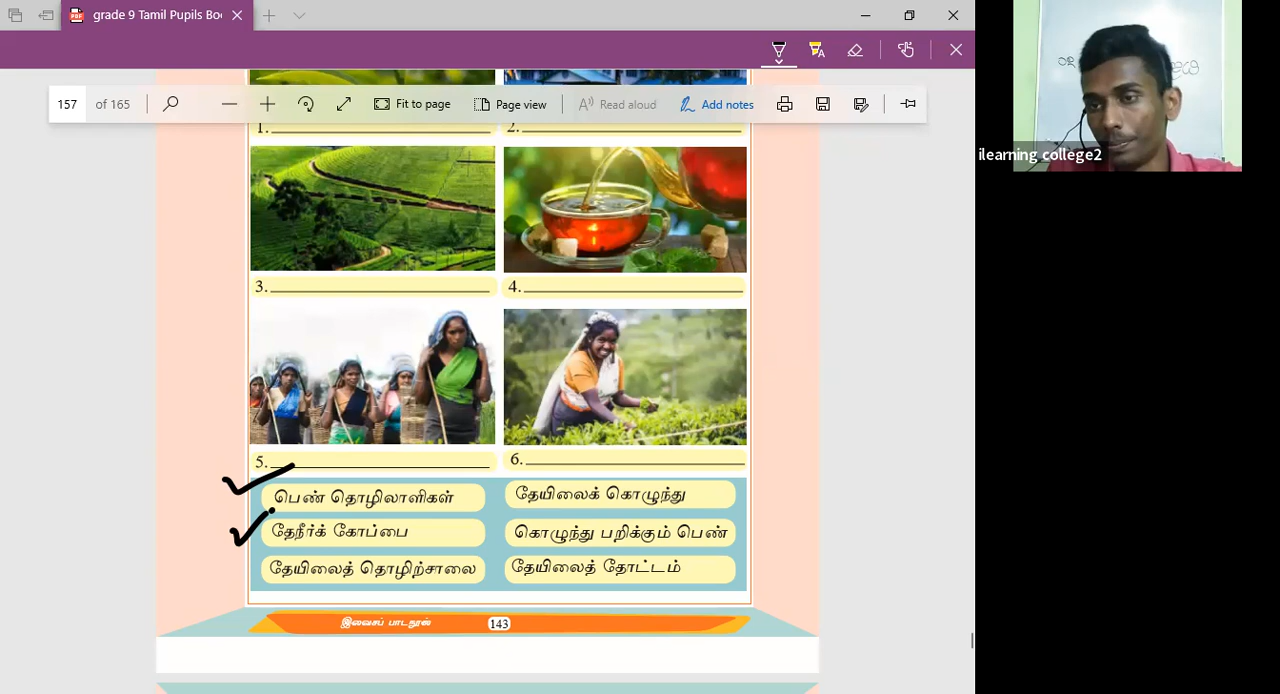 grade 9 Tamil Pupils Boo
157 of 165
Fit to page
Page view
Read aloud
Add notes
ilearning college2
1.
2.
3.
4.
5.
6.
பெண் தொழிலாளிகள்
தேயிலைக் கொழுந்து
தேநீர்க் கோப்பை
கொழுந்து பறிக்கும் பெண்
தேயிலைத் தொழிற்சாலை
தேயிலைத் தோட்டம்
இலவசப் பாடநூல்
143